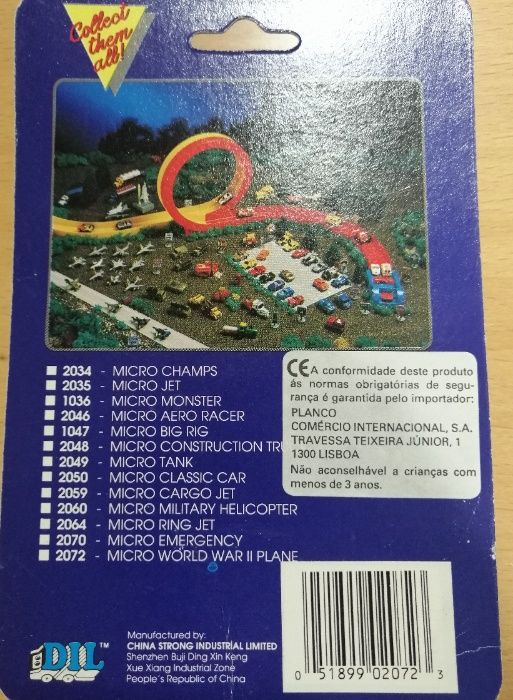 Collect
them
all!
■ 2034 - MICRO CHAMPS
■ 2035 - MICRO JET
■ 1036 - MICRO MONSTER
■ 2046 - MICRO AERO RACER
■ 1047 - MICRO BIG RIG
■ 2048 - MICRO CONSTRUCTION TRU
■ 2049 - MICRO TANK
■ 2050 - MICRO CLASSIC CAR
■ 2059 - MICRO CARGO JET
■ 2060 - MICRO MILITARY HELICOPTER
■ 2064 - MICRO RING JET
■ 2070 - MICRO EMERGENCY
■ 2072 - MICRO WORLD WAR II PLANE
CE A conformidade deste produto
ás normas obrigatórias de segu-
rança é garantida pelo importador:
PLANCO
COMÉRCIO INTERNACIONAL, S.A.
TRAVESSA TEIXEIRA JÚNIOR, 1
1300 LISBOA
Não aconselhável a crianças com
menos de 3 anos.
DIL™
Manufactured by:
CHINA STRONG INDUSTRIAL LIMITED
Shenzhen Buji Ding Xin Keng
Xue Xiang Industrial Zone
People's Republic of China
0 51899 02072 3